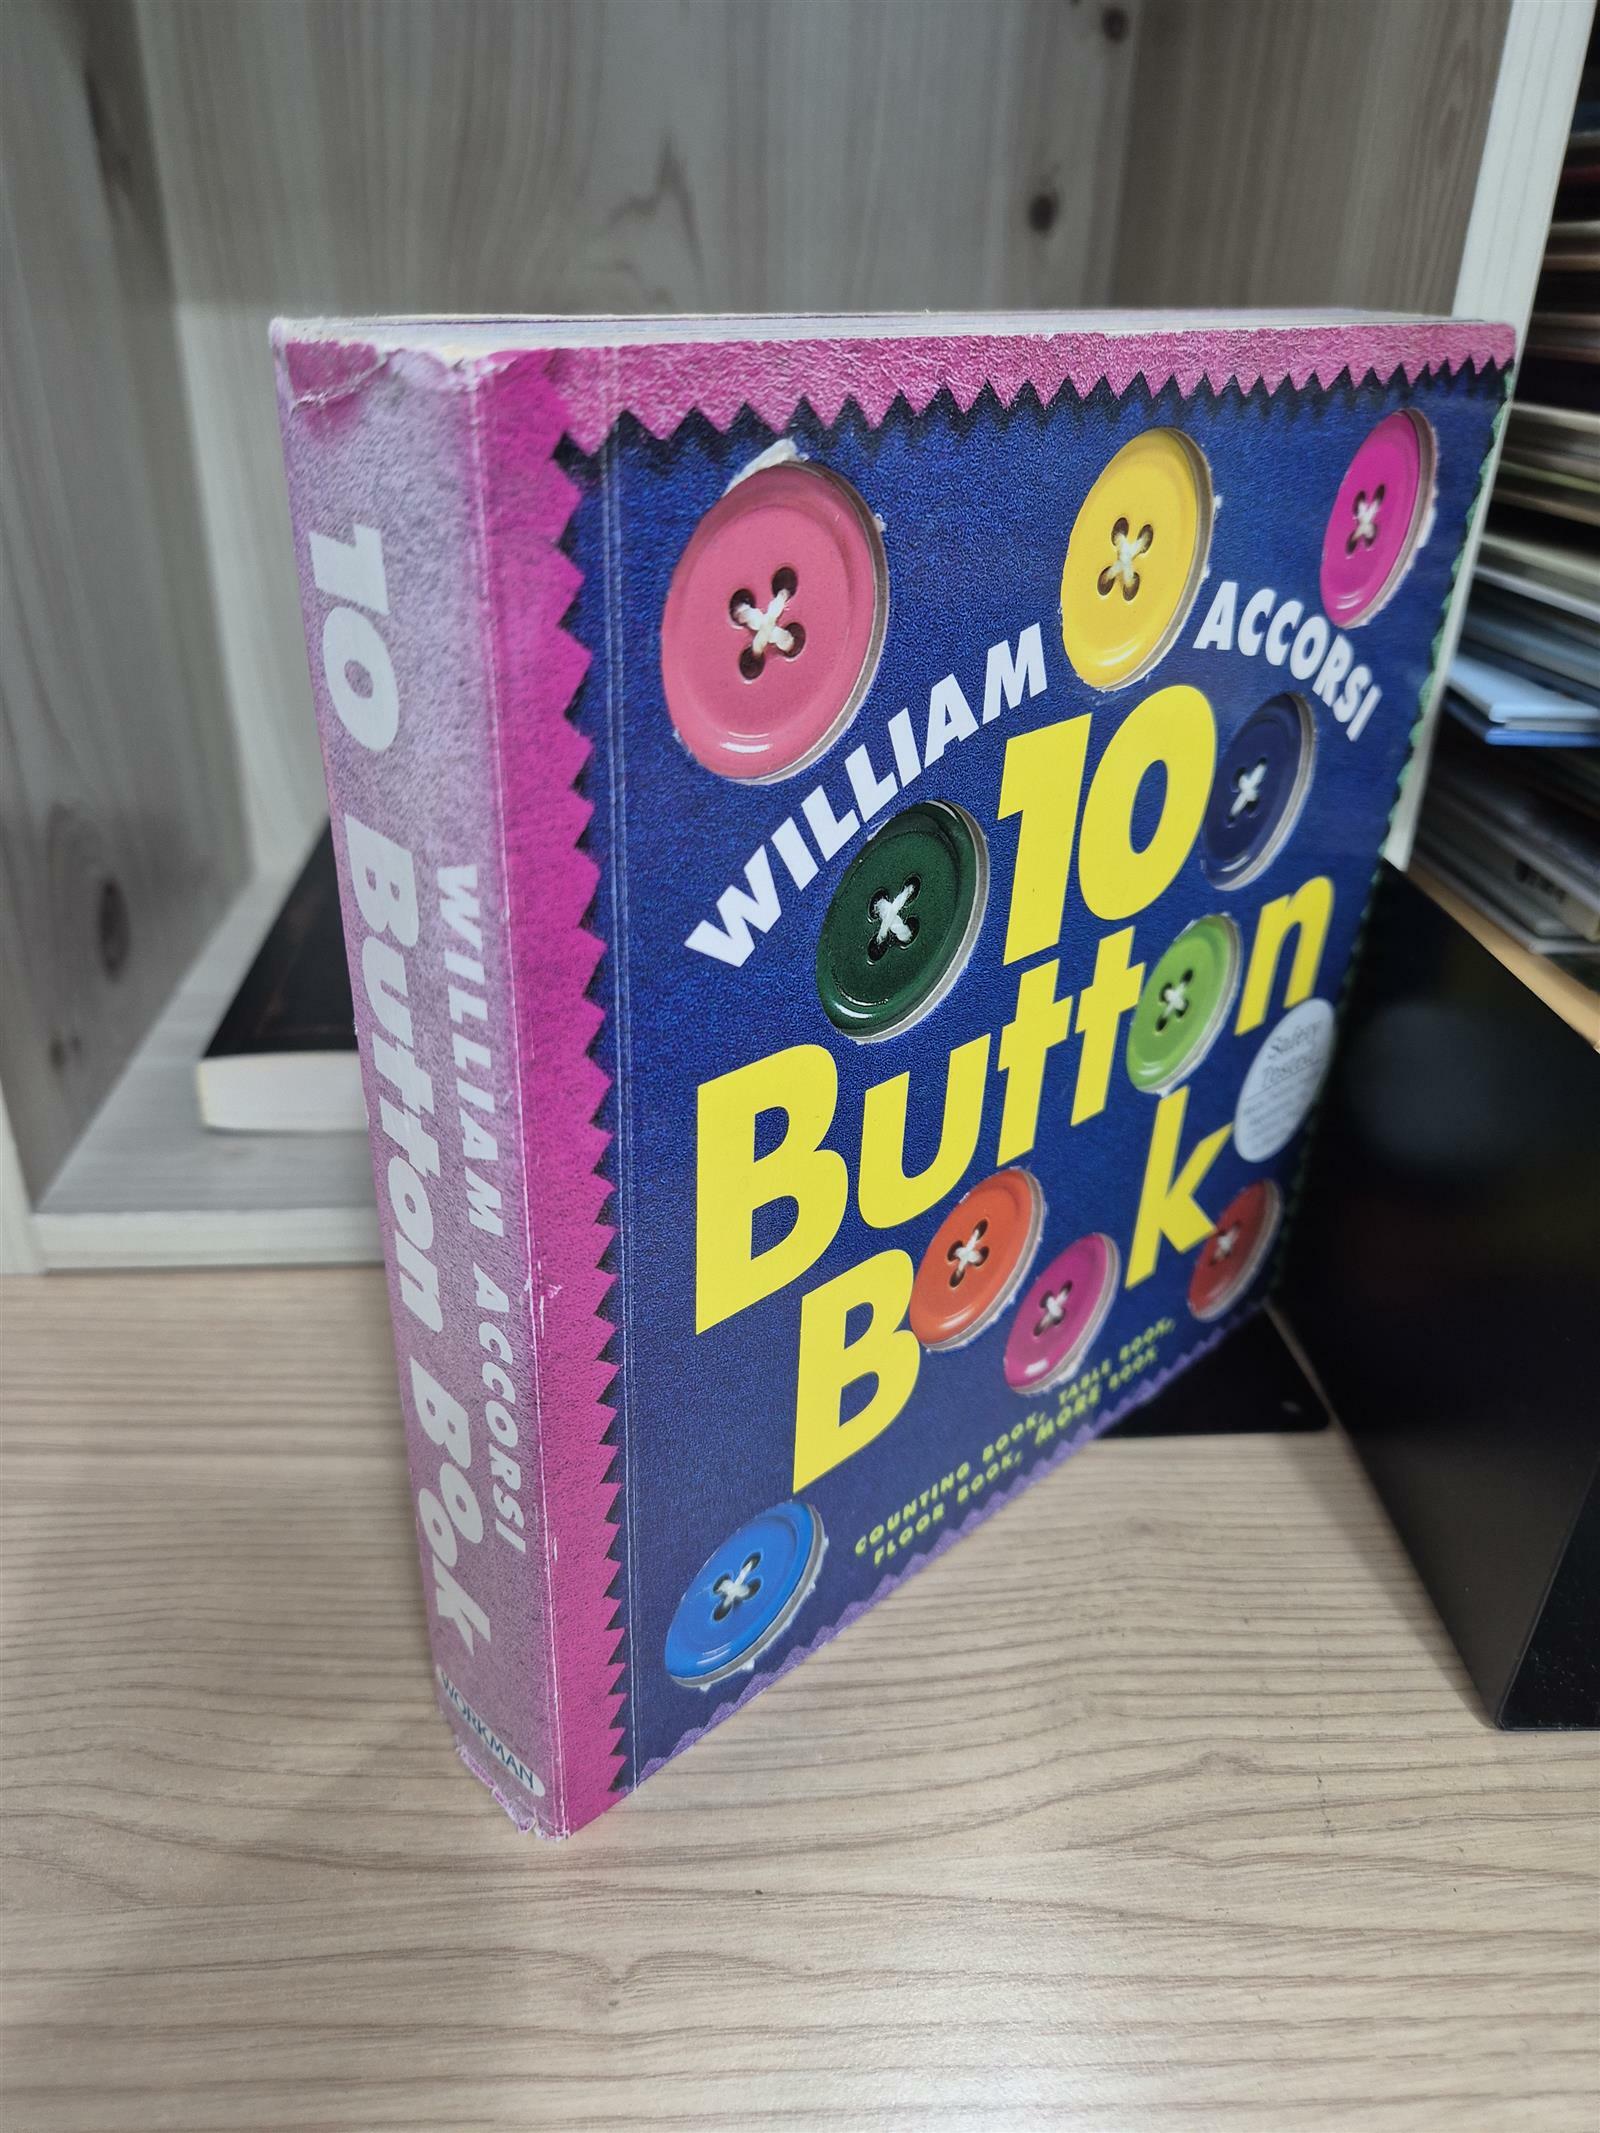 10 Button Book
WILLIAM ACCORSI
WORKMAN
WILLIAM ACCORSI
10
Button
Book
COUNTING BOOK, TABLE BOOK,
FLOOR BOOK, MORE BOOK
Safety
Tested